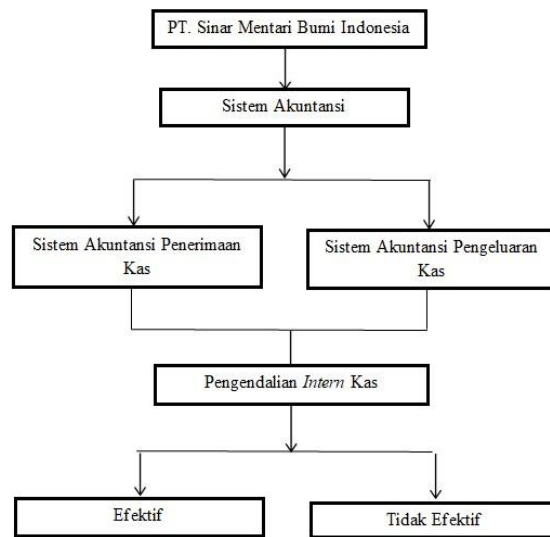 PT. Sinar Mentari Bumi Indonesia
Sistem Akuntansi
Sistem Akuntansi Penerimaan
Kas
Sistem Akuntansi Pengeluaran
Kas
Pengendalian Intern Kas
Efektif
Tidak Efektif